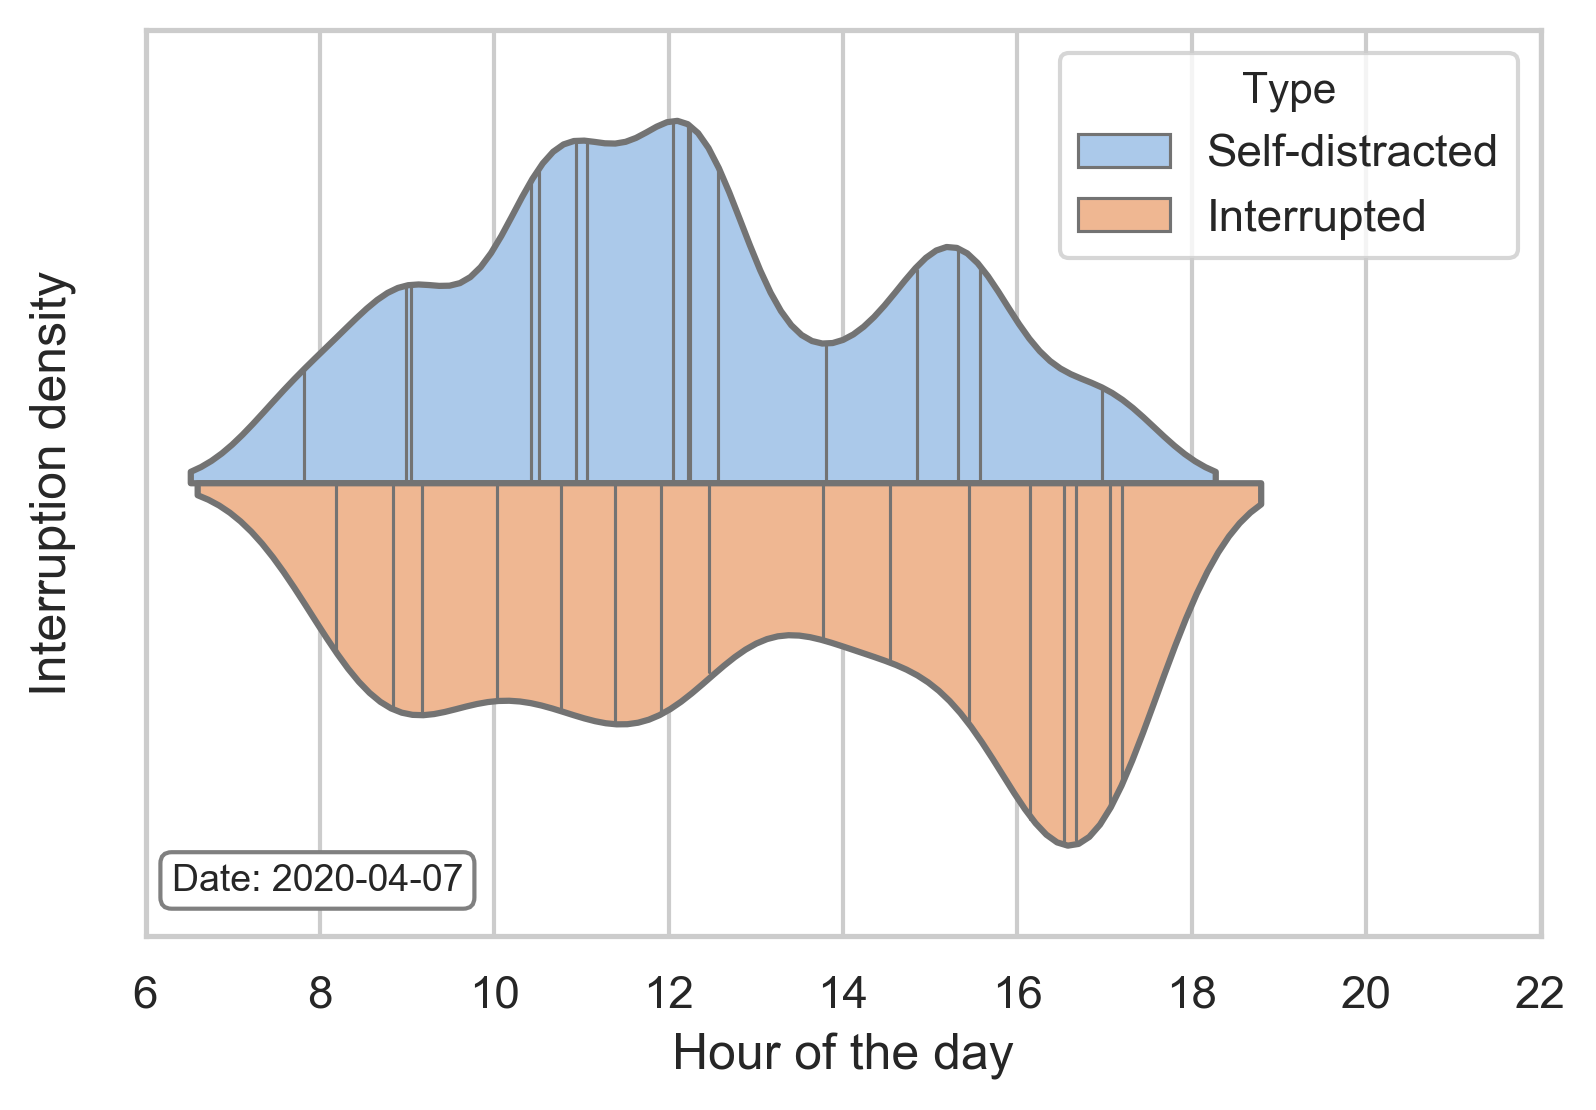 Type
Self-distracted
Interrupted
Interruption density
Date: 2020-04-07
6 8 10 12 14 16 18 20 22
Hour of the day